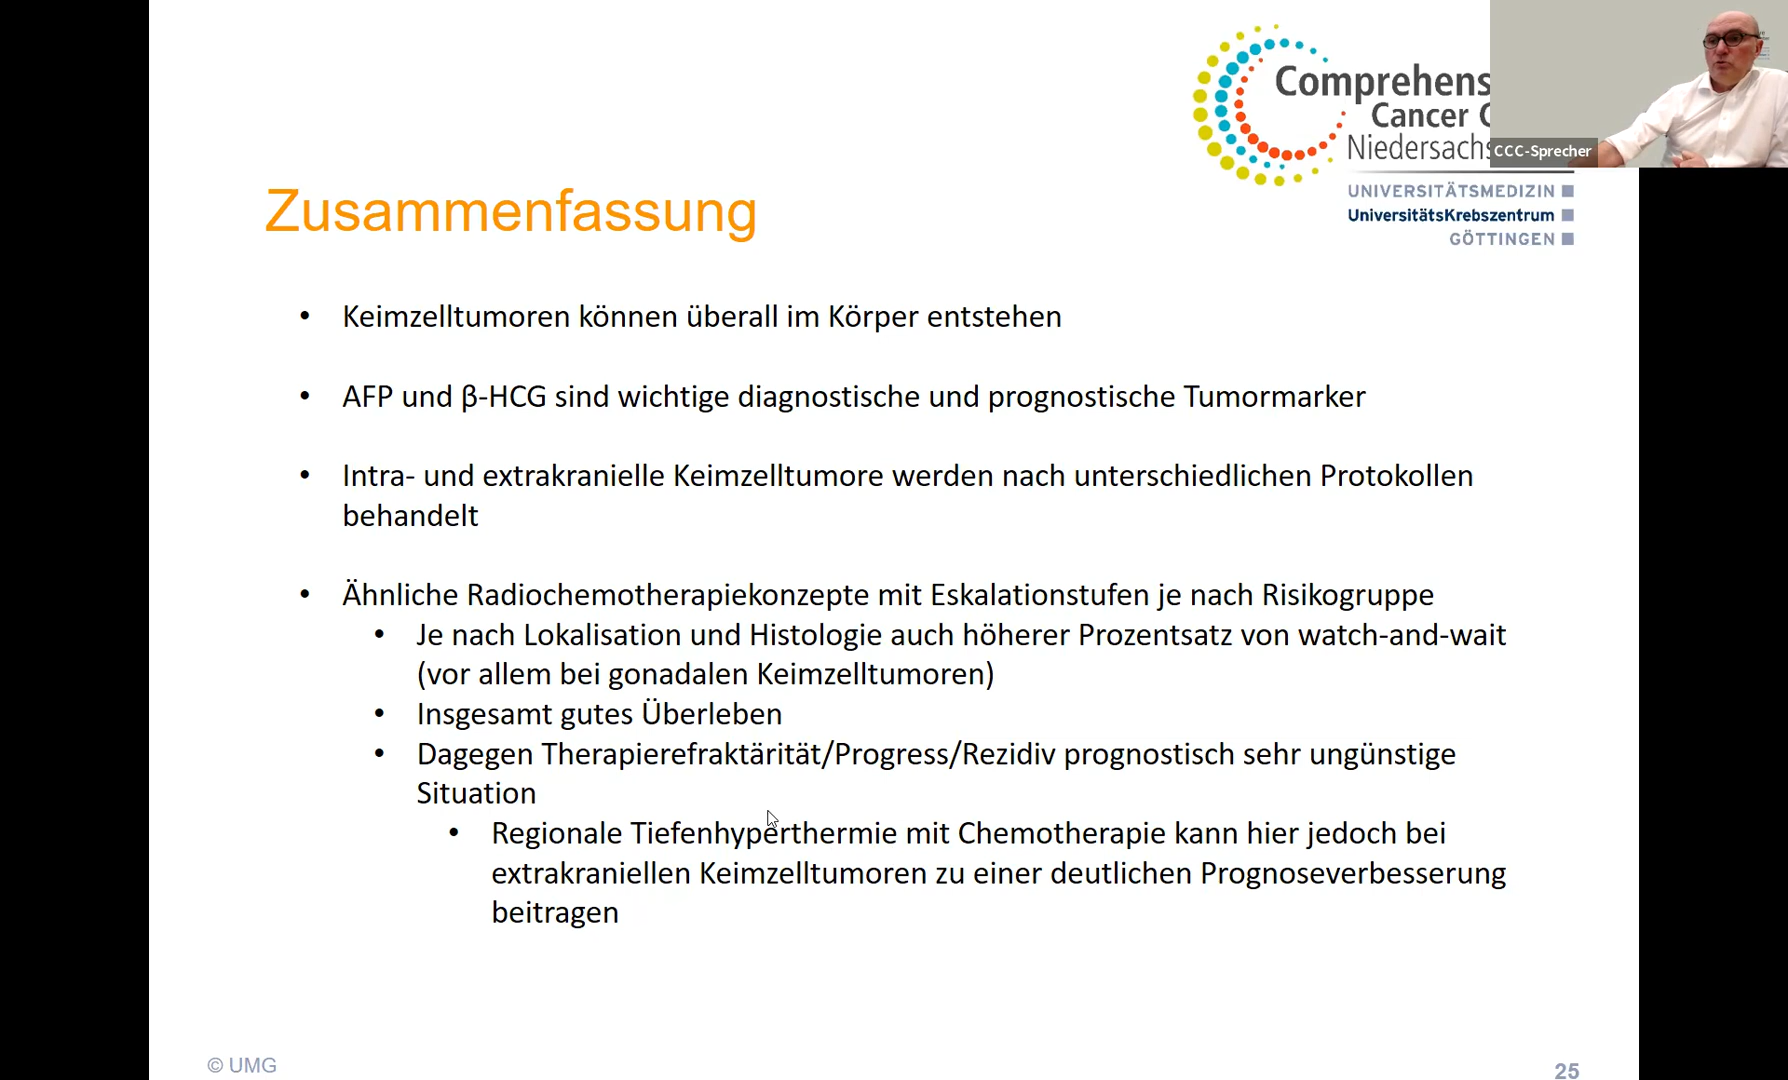 Comprehens
Cancer C
Niedersachs
CCC-Sprecher
UNIVERSITÄTSMEDIZIN
UniversitätsKrebszentrum
GÖTTINGEN
Zusammenfassung
• Keimzelltumoren können überall im Körper entstehen
• AFP und β-HCG sind wichtige diagnostische und prognostische Tumormarker
• Intra- und extrakranielle Keimzelltumore werden nach unterschiedlichen Protokollen
behandelt
• Ähnliche Radiochemotherapiekonzepte mit Eskalationstufen je nach Risikogruppe
• Je nach Lokalisation und Histologie auch höherer Prozentsatz von watch-and-wait
(vor allem bei gonadalen Keimzelltumoren)
• Insgesamt gutes Überleben
• Dagegen Therapierefraktärität/Progress/Rezidiv prognostisch sehr ungünstige
Situation
• Regionale Tiefenhyperthermie mit Chemotherapie kann hier jedoch bei
extrakraniellen Keimzelltumoren zu einer deutlichen Prognoseverbesserung
beitragen
© UMG
25